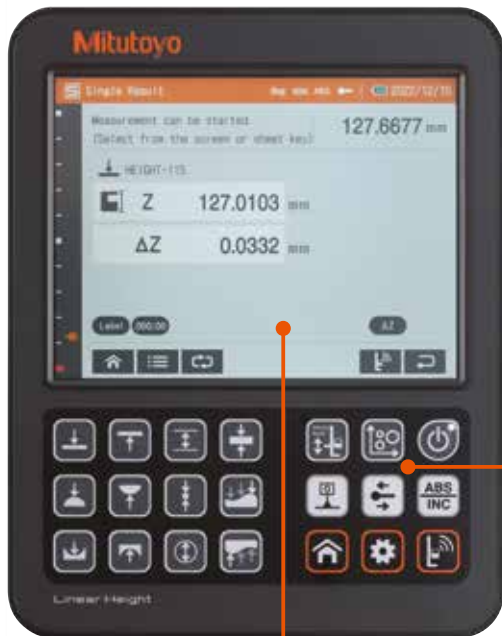 Mitutoyo
Single Result
2022/12/15
Measurement can be started
127.6677 mm
(Select from the screen or sheet key)
HEIGHT-115
Z 127.0103 mm
ΔZ 0.0332 mm
Label 000:00
ΔZ
ABS
INC
Linear Height